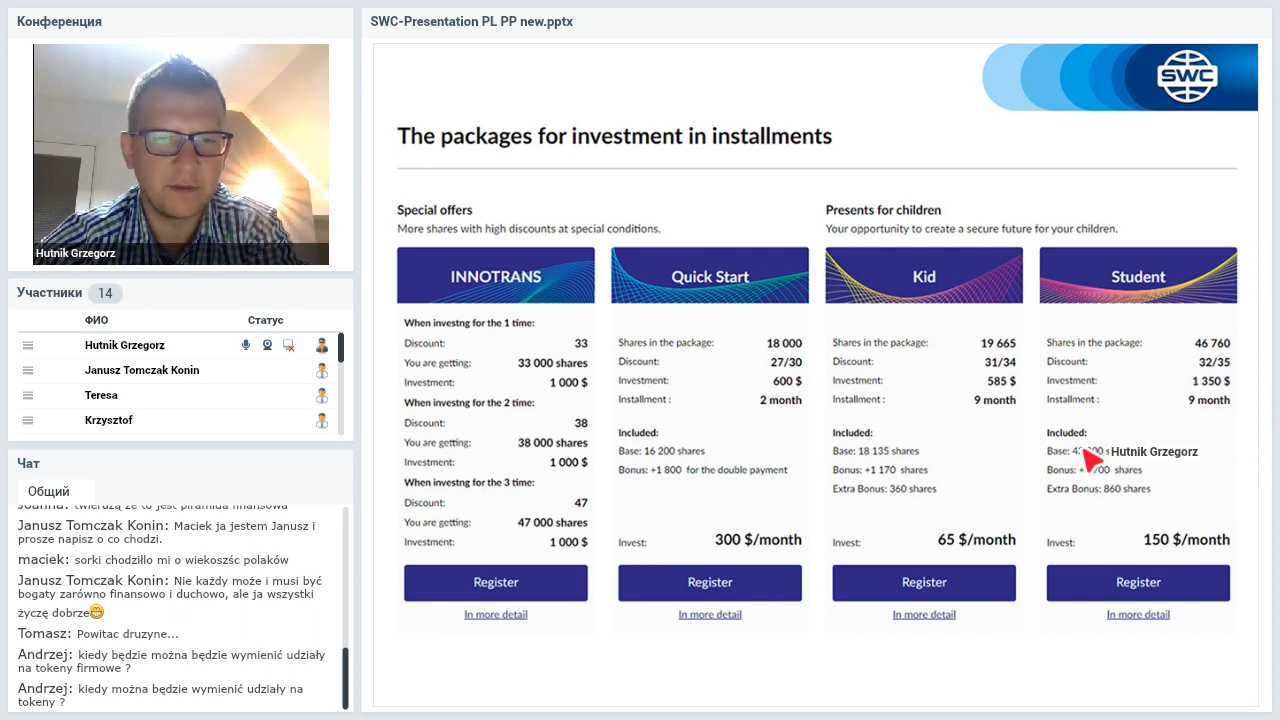 Конференция
Hutnik Grzegorz
Участники 14
ФИО Статус
Hutnik Grzegorz
Janusz Tomczak Konin
Teresa
Krzysztof
Чат
Общий
Joanna: twierdzą że to jest piramida finansowa
Janusz Tomczak Konin: Maciek ja jestem Janusz i
prosze napisz o co chodzi.
maciek: sorki chodziłło mi o wiekoszśc polaków
Janusz Tomczak Konin: Nie każdy może i musi być
bogaty zarówno finansowo i duchowo, ale ja wszystki
życzę dobrze
Tomasz: Powitac druzyne...
Andrzej: kiedy będzie można będzie wymienić udziały
na tokeny firmowe ?
Andrzej: kiedy można będzie wymienić udziały na
tokeny ?
SWC-Presentation PL PP new.pptx
SWC
The packages for investment in installments
Special offers
More shares with high discounts at special conditions.
Presents for children
Your opportunity to create a secure future for your children.
INNOTRANS
When investng for the 1 time:
Discount: 33
You are getting: 33 000 shares
Investment: 1 000 $
When investng for the 2 time:
Discount: 38
You are getting: 38 000 shares
Investment: 1 000 $
When investng for the 3 time:
Discount: 47
You are getting: 47 000 shares
Investment: 1 000 $
Register
In more detail
Quick Start
Shares in the package: 18 000
Discount: 27/30
Investment: 600 $
Installment : 2 month
Included:
Base: 16 200 shares
Bonus: +1 800 for the double payment
Invest: 300 $/month
Register
In more detail
Kid
Shares in the package: 19 665
Discount: 31/34
Investment: 585 $
Installment : 9 month
Included:
Base: 18 135 shares
Bonus: +1 170 shares
Extra Bonus: 360 shares
Invest: 65 $/month
Register
In more detail
Student
Shares in the package: 46 760
Discount: 32/35
Investment: 1 350 $
Installment : 9 month
Included:
Base:
Hutnik Grzegorz
Bonus: shares
Extra Bonus: 860 shares
Invest: 150 $/month
Register
In more detail